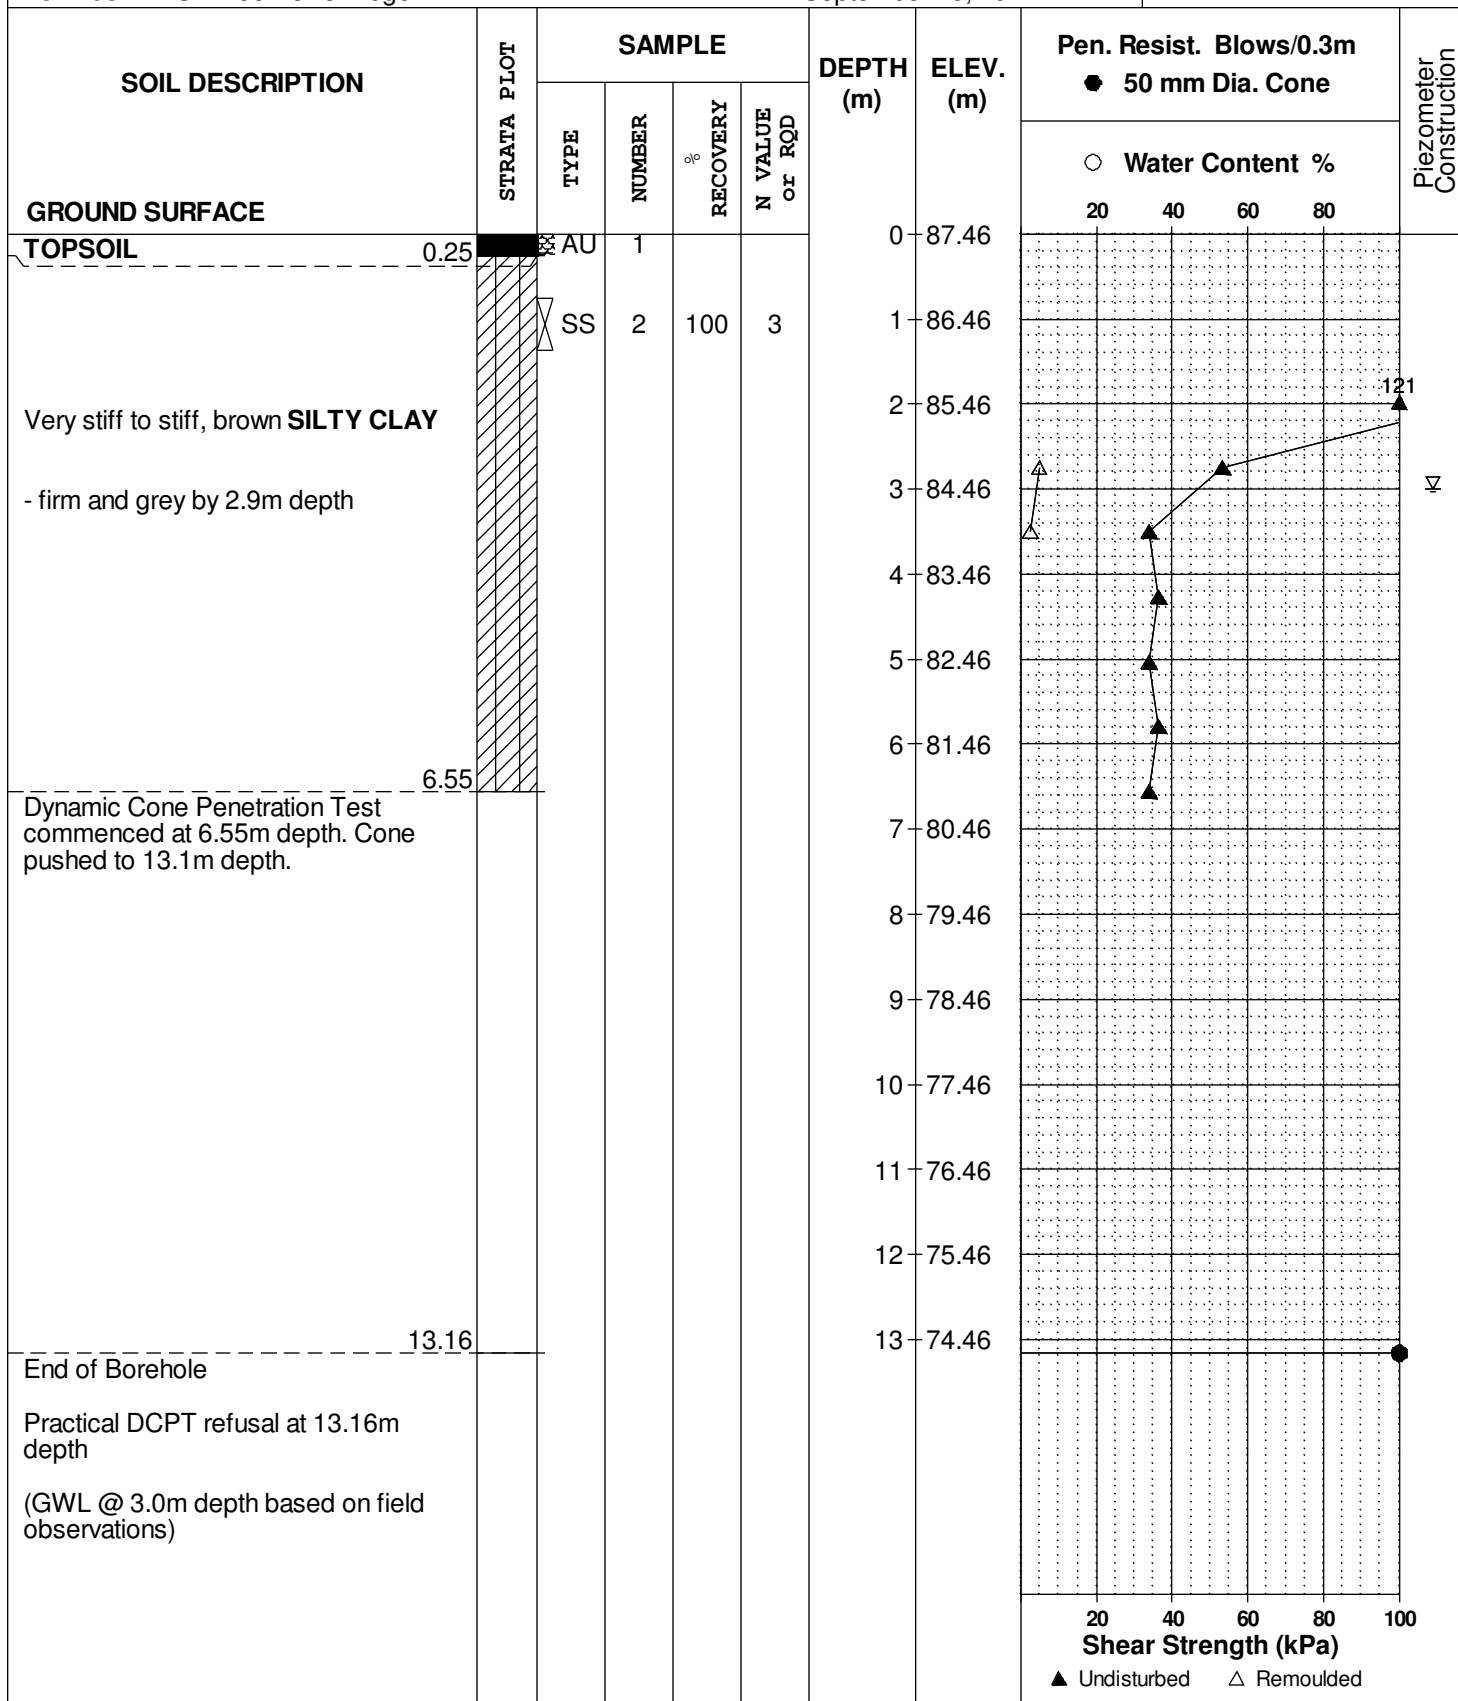 SOIL DESCRIPTION
GROUND SURFACE
STRATA PLOT
SAMPLE
TYPE
NUMBER
% RECOVERY
N VALUE or RQD
DEPTH (m)
ELEV. (m)
Pen. Resist. Blows/0.3m
● 50 mm Dia. Cone
○ Water Content %
20 40 60 80
Piezometer Construction
TOPSOIL 0.25
AU 1
0 87.46
SS 2 100 3
1 86.46
121
2 85.46
Very stiff to stiff, brown SILTY CLAY
3 84.46
- firm and grey by 2.9m depth
4 83.46
5 82.46
6 81.46
6.55
Dynamic Cone Penetration Test
commenced at 6.55m depth. Cone
pushed to 13.1m depth.
7 80.46
8 79.46
9 78.46
10 77.46
11 76.46
12 75.46
13 74.46
13.16
End of Borehole
Practical DCPT refusal at 13.16m
depth
(GWL @ 3.0m depth based on field
observations)
20 40 60 80 100
Shear Strength (kPa)
▲ Undisturbed △ Remoulded